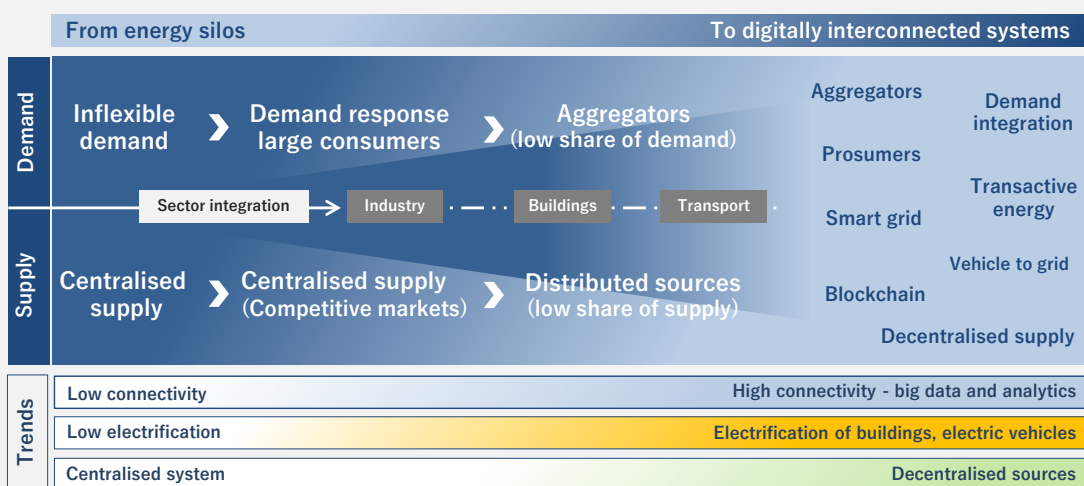 From energy silos
To digitally interconnected systems
Demand
Inflexible
demand
Demand response
large consumers
Aggregators
(low share of demand)
Aggregators
Demand
integration
Prosumers
Transactive
energy
Smart grid
Vehicle to grid
Blockchain
Decentralised supply
Sector integration
Industry
Buildings
Transport
Supply
Centralised
supply
Centralised supply
(Competitive markets)
Distributed sources
(low share of supply)
Trends
Low connectivity
High connectivity - big data and analytics
Low electrification
Electrification of buildings, electric vehicles
Centralised system
Decentralised sources